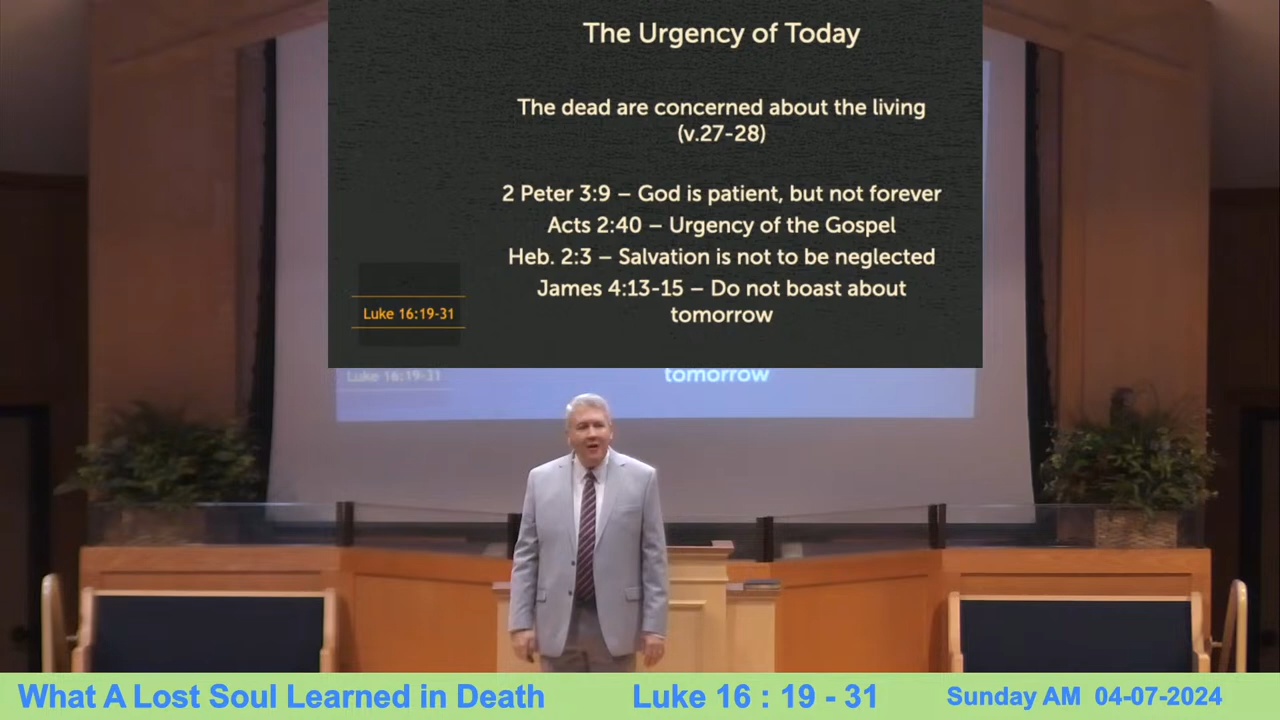 The Urgency of Today
The dead are concerned about the living
(v.27-28)
2 Peter 3:9 – God is patient, but not forever
Acts 2:40 – Urgency of the Gospel
Heb. 2:3 – Salvation is not to be neglected
James 4:13-15 – Do not boast about
tomorrow
Luke 16:19-31
Luke 16:19-31
tomorrow
What A Lost Soul Learned in Death
Luke 16 : 19 - 31
Sunday AM 04-07-2024